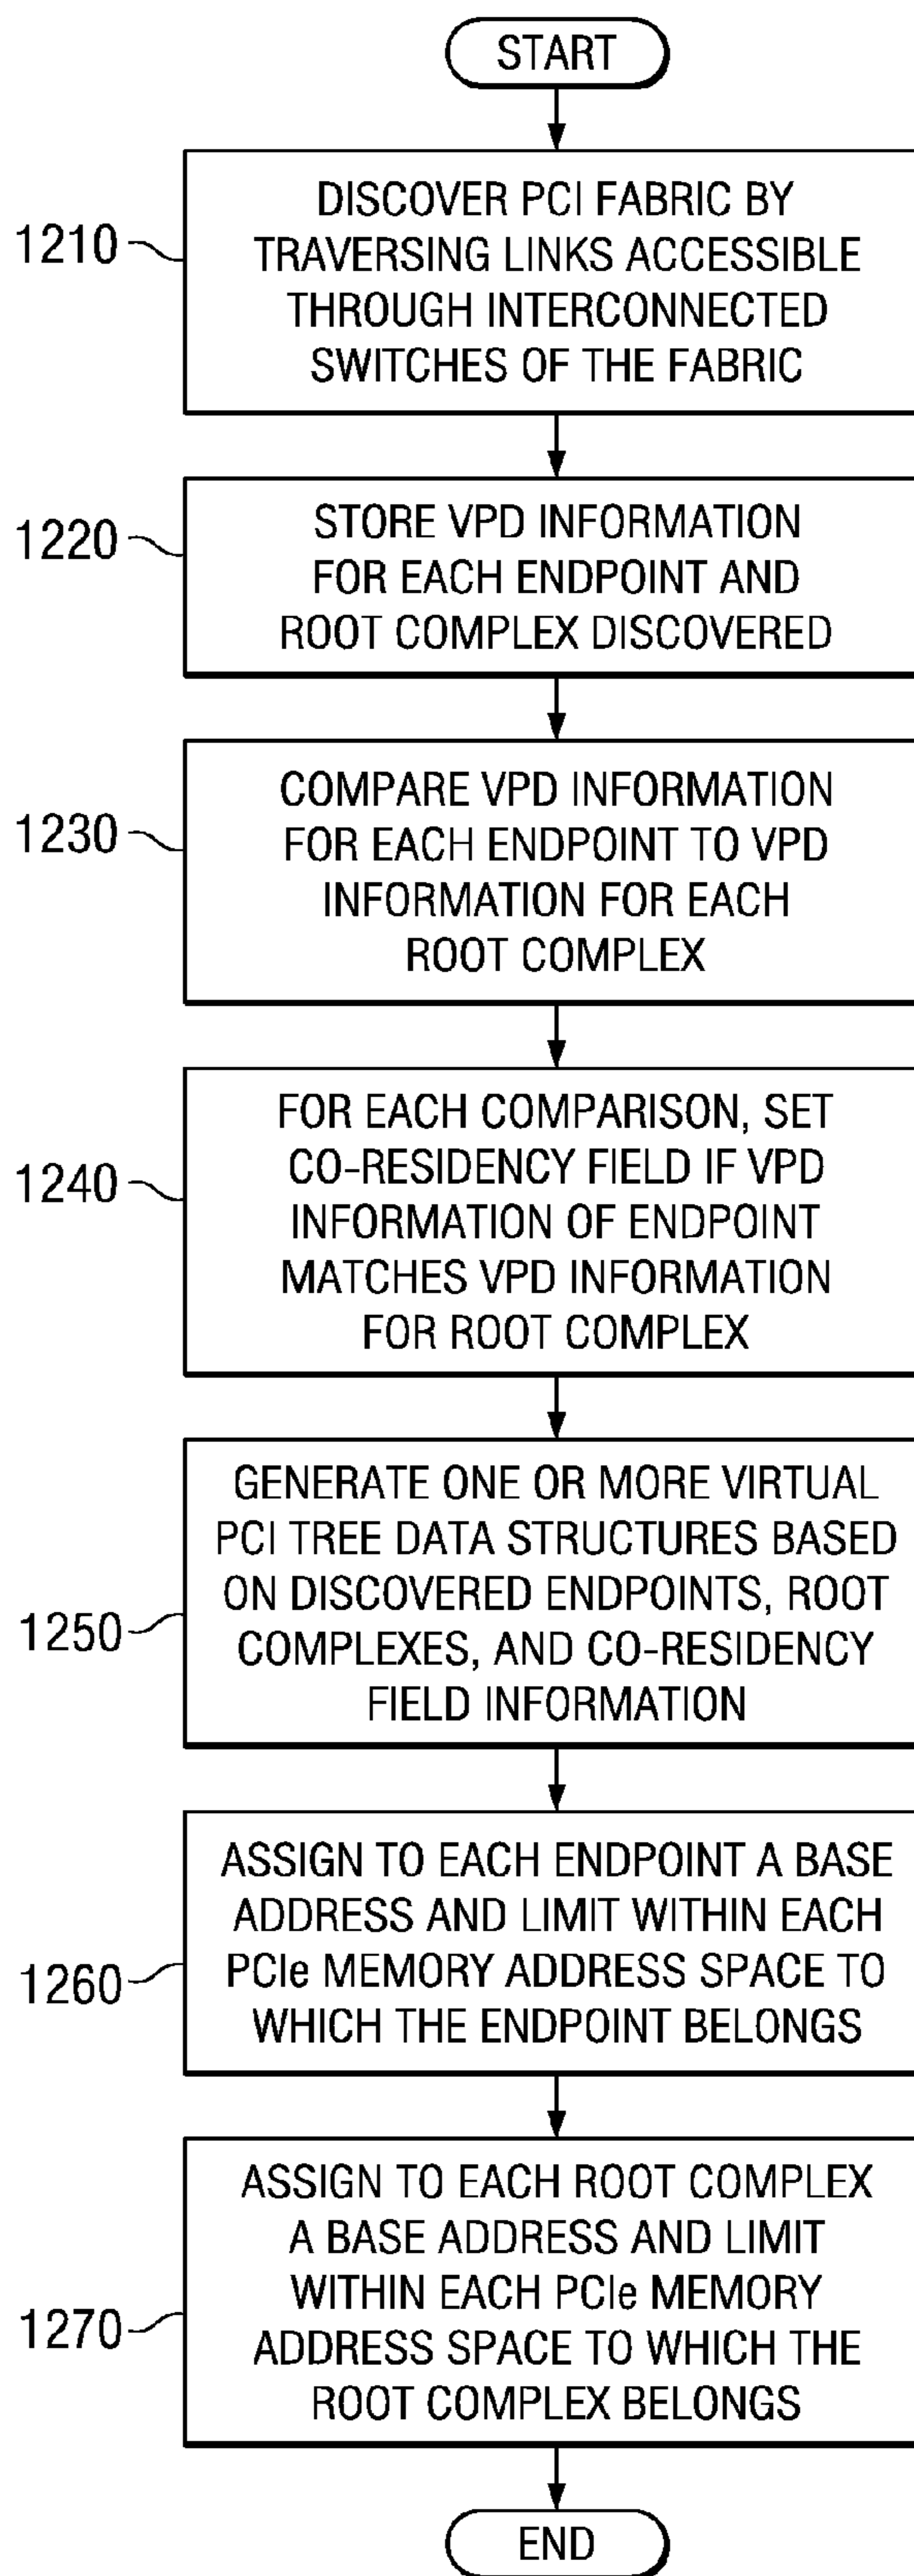 START
1210
DISCOVER PCI FABRIC BY
TRAVERSING LINKS ACCESSIBLE
THROUGH INTERCONNECTED
SWITCHES OF THE FABRIC
1220
STORE VPD INFORMATION
FOR EACH ENDPOINT AND
ROOT COMPLEX DISCOVERED
1230
COMPARE VPD INFORMATION
FOR EACH ENDPOINT TO VPD
INFORMATION FOR EACH
ROOT COMPLEX
1240
FOR EACH COMPARISON, SET
CO-RESIDENCY FIELD IF VPD
INFORMATION OF ENDPOINT
MATCHES VPD INFORMATION
FOR ROOT COMPLEX
1250
GENERATE ONE OR MORE VIRTUAL
PCI TREE DATA STRUCTURES BASED
ON DISCOVERED ENDPOINTS, ROOT
COMPLEXES, AND CO-RESIDENCY
FIELD INFORMATION
1260
ASSIGN TO EACH ENDPOINT A BASE
ADDRESS AND LIMIT WITHIN EACH
PCIe MEMORY ADDRESS SPACE TO
WHICH THE ENDPOINT BELONGS
1270
ASSIGN TO EACH ROOT COMPLEX
A BASE ADDRESS AND LIMIT
WITHIN EACH PCIe MEMORY
ADDRESS SPACE TO WHICH THE
ROOT COMPLEX BELONGS
END